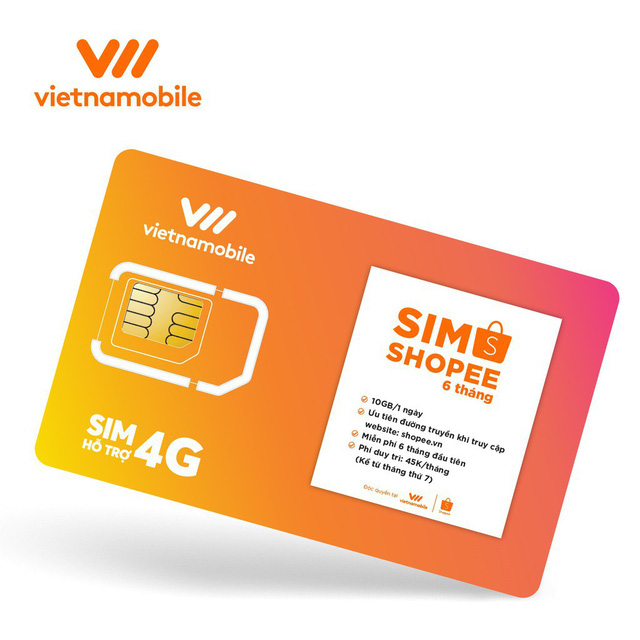 vietnamobile
vietnamobile
SIM
HỖ TRỢ
4G
SIM
S
SHOPEE
6 tháng
10GB/1 ngày
Ưu tiên đường truyền khi truy cập
website: shopee.vn
Miễn phí 6 tháng đầu tiên
Phí duy trì: 45K/tháng
(Kể từ tháng thứ 7)
Độc quyền tại
vietnamobile
S
Shopee